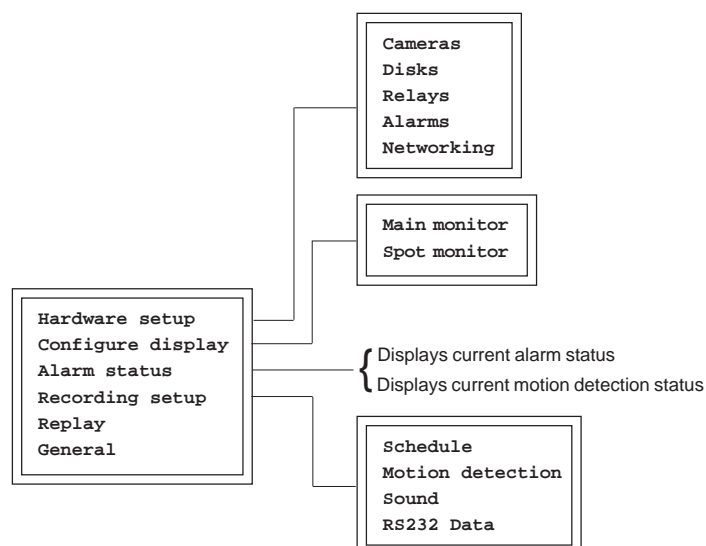 Cameras
Disks
Relays
Alarms
Networking
Main monitor
Spot monitor
Hardware setup
Configure display
Alarm status
Recording setup
Replay
General
Displays current alarm status
Displays current motion detection status
Schedule
Motion detection
Sound
RS232 Data